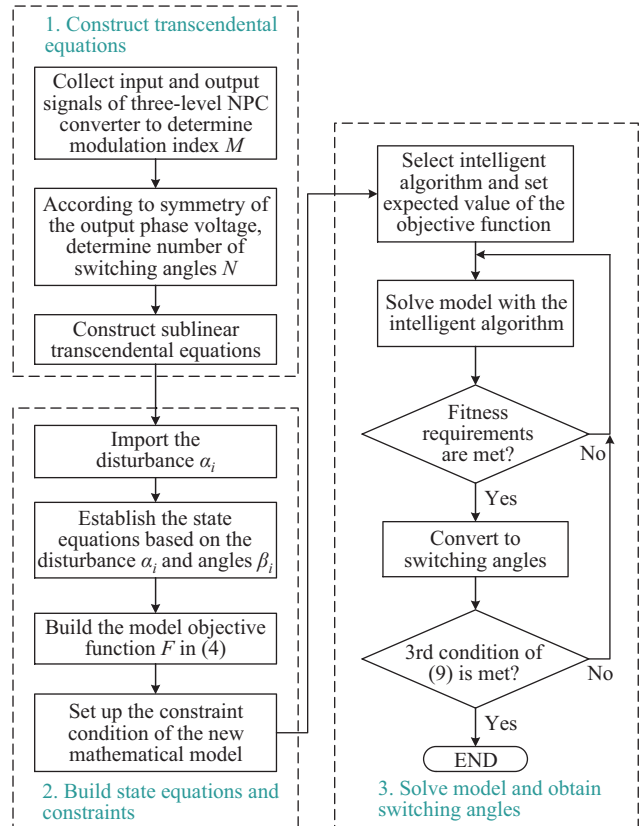 1. Construct transcendental
equations
Collect input and output
signals of three-level NPC
converter to determine
modulation index M
According to symmetry of
the output phase voltage,
determine number of
switching angles N
Construct sublinear
transcendental equations
Import the
disturbance αi
Establish the state
equations based on the
disturbance αi and angles βi
Build the model objective
function F in (4)
Set up the constraint
condition of the new
mathematical model
2. Build state equations and
constraints
Select intelligent
algorithm and set
expected value of the
objective function
Solve model with the
intelligent algorithm
Fitness
requirements
are met?
No
Yes
Convert to
switching angles
3rd condition of
(9) is met?
No
Yes
END
3. Solve model and obtain
switching angles